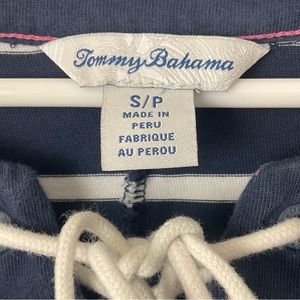 Tommy Bahama
S/P
MADE IN
PERU
FABRIQUE
AU PEROU